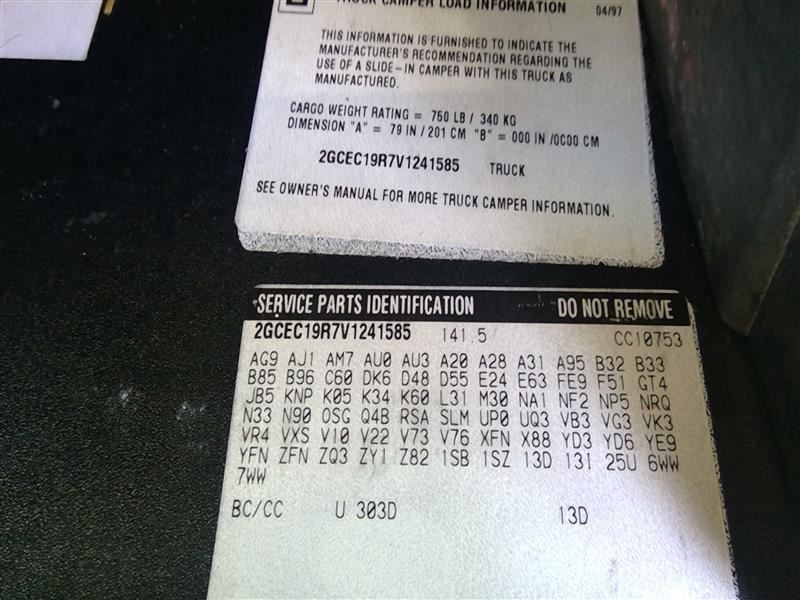 TRUCK CAMPER LOAD INFORMATION 04/97
THIS INFORMATION IS FURNISHED TO INDICATE THE
MANUFACTURER'S RECOMMENDATION REGARDING THE
USE OF A SLIDE-IN CAMPER WITH THIS TRUCK AS
MANUFACTURED.
CARGO WEIGHT RATING = 750 LB / 340 KG
DIMENSION "A" = 79 IN / 201 CM "B" = 000 IN /0C00 CM
2GCEC19R7V1241585 TRUCK
SEE OWNER'S MANUAL FOR MORE TRUCK CAMPER INFORMATION.
SERVICE PARTS IDENTIFICATION DO NOT REMOVE
2GCEC19R7V1241585 141.5 CC10753
AG9 AJ1 AM7 AU0 AU3 A20 A28 A31 A95 B32 B33
B85 B96 C60 DK6 D48 D55 E24 E63 FE9 F51 GT4
JB5 KNP K05 K34 K60 L31 M30 NA1 NF2 NP5 NRQ
N33 N90 OSG Q4B RSA SLM UP0 UQ3 VB3 VG3 VK3
VR4 VXS V10 V22 V73 V76 XFN X88 YD3 YD6 YE9
YFN ZFN ZQ3 ZY1 Z82 1SB 1SZ 13D 131 25U 6WW
7WW
BC/CC U 303D 13D